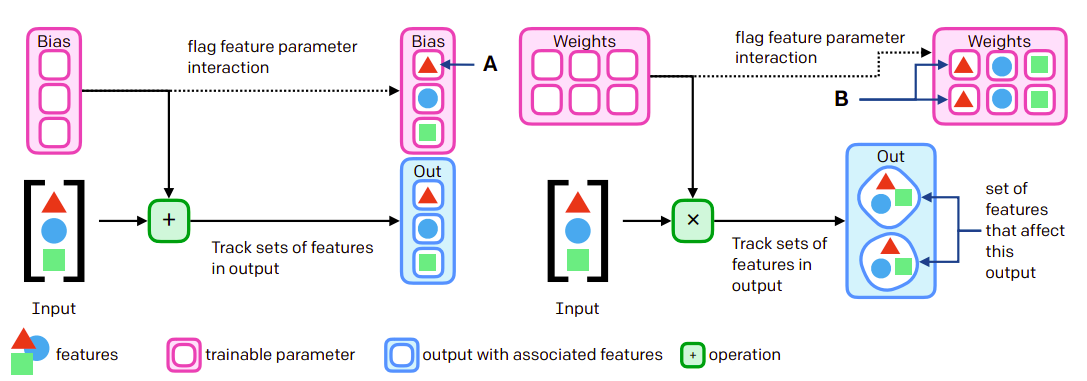 Bias
flag feature parameter
interaction
Bias
A
Weights
flag feature parameter
interaction
Weights
B
Out
+
Track sets of features
in output
Input
Out
×
Track sets of
features in
output
set of
features
that affect
this
output
Input
features
trainable parameter
output with associated features
+
operation